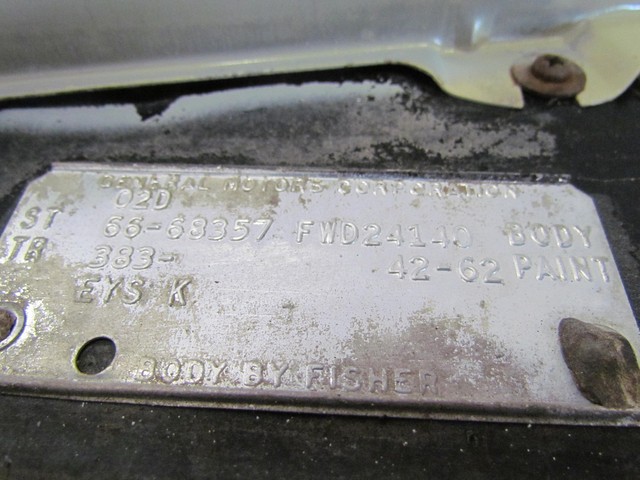 GENERAL MOTORS CORPORATION
02D
ST 66-68357 FWD24140 BODY
TR 383- 42-62 PAINT
EYS K
BODY BY FISHER